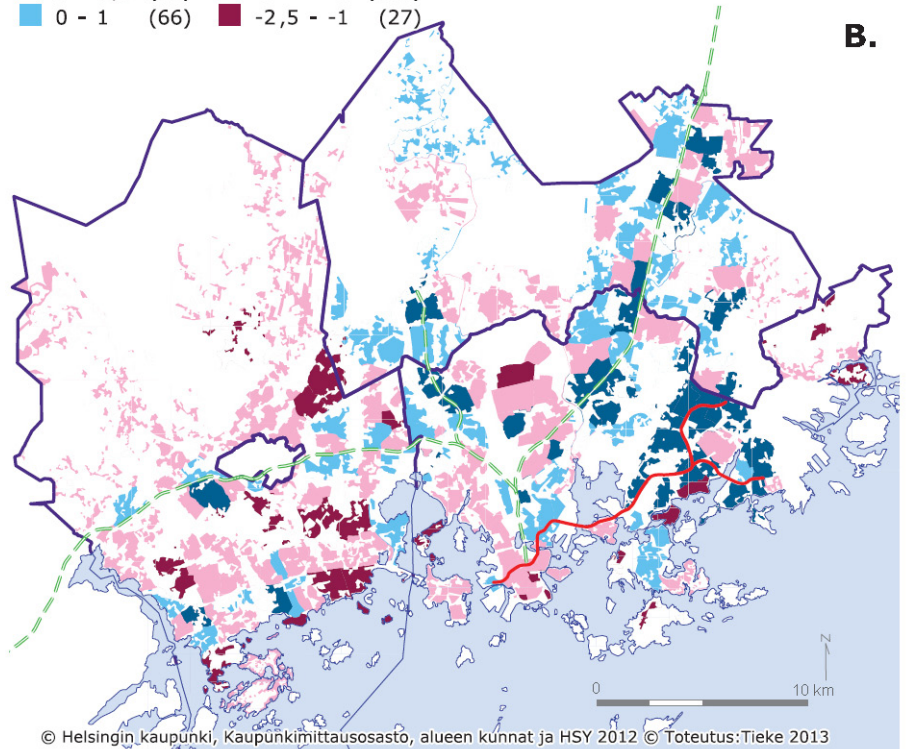 0 - 1 (66) -2,5 - -1 (27)
B.
N
0 10 km
© Helsingin kaupunki, Kaupunkimittausosasto, alueen kunnat ja HSY 2012 © Toteutus:Tieke 2013